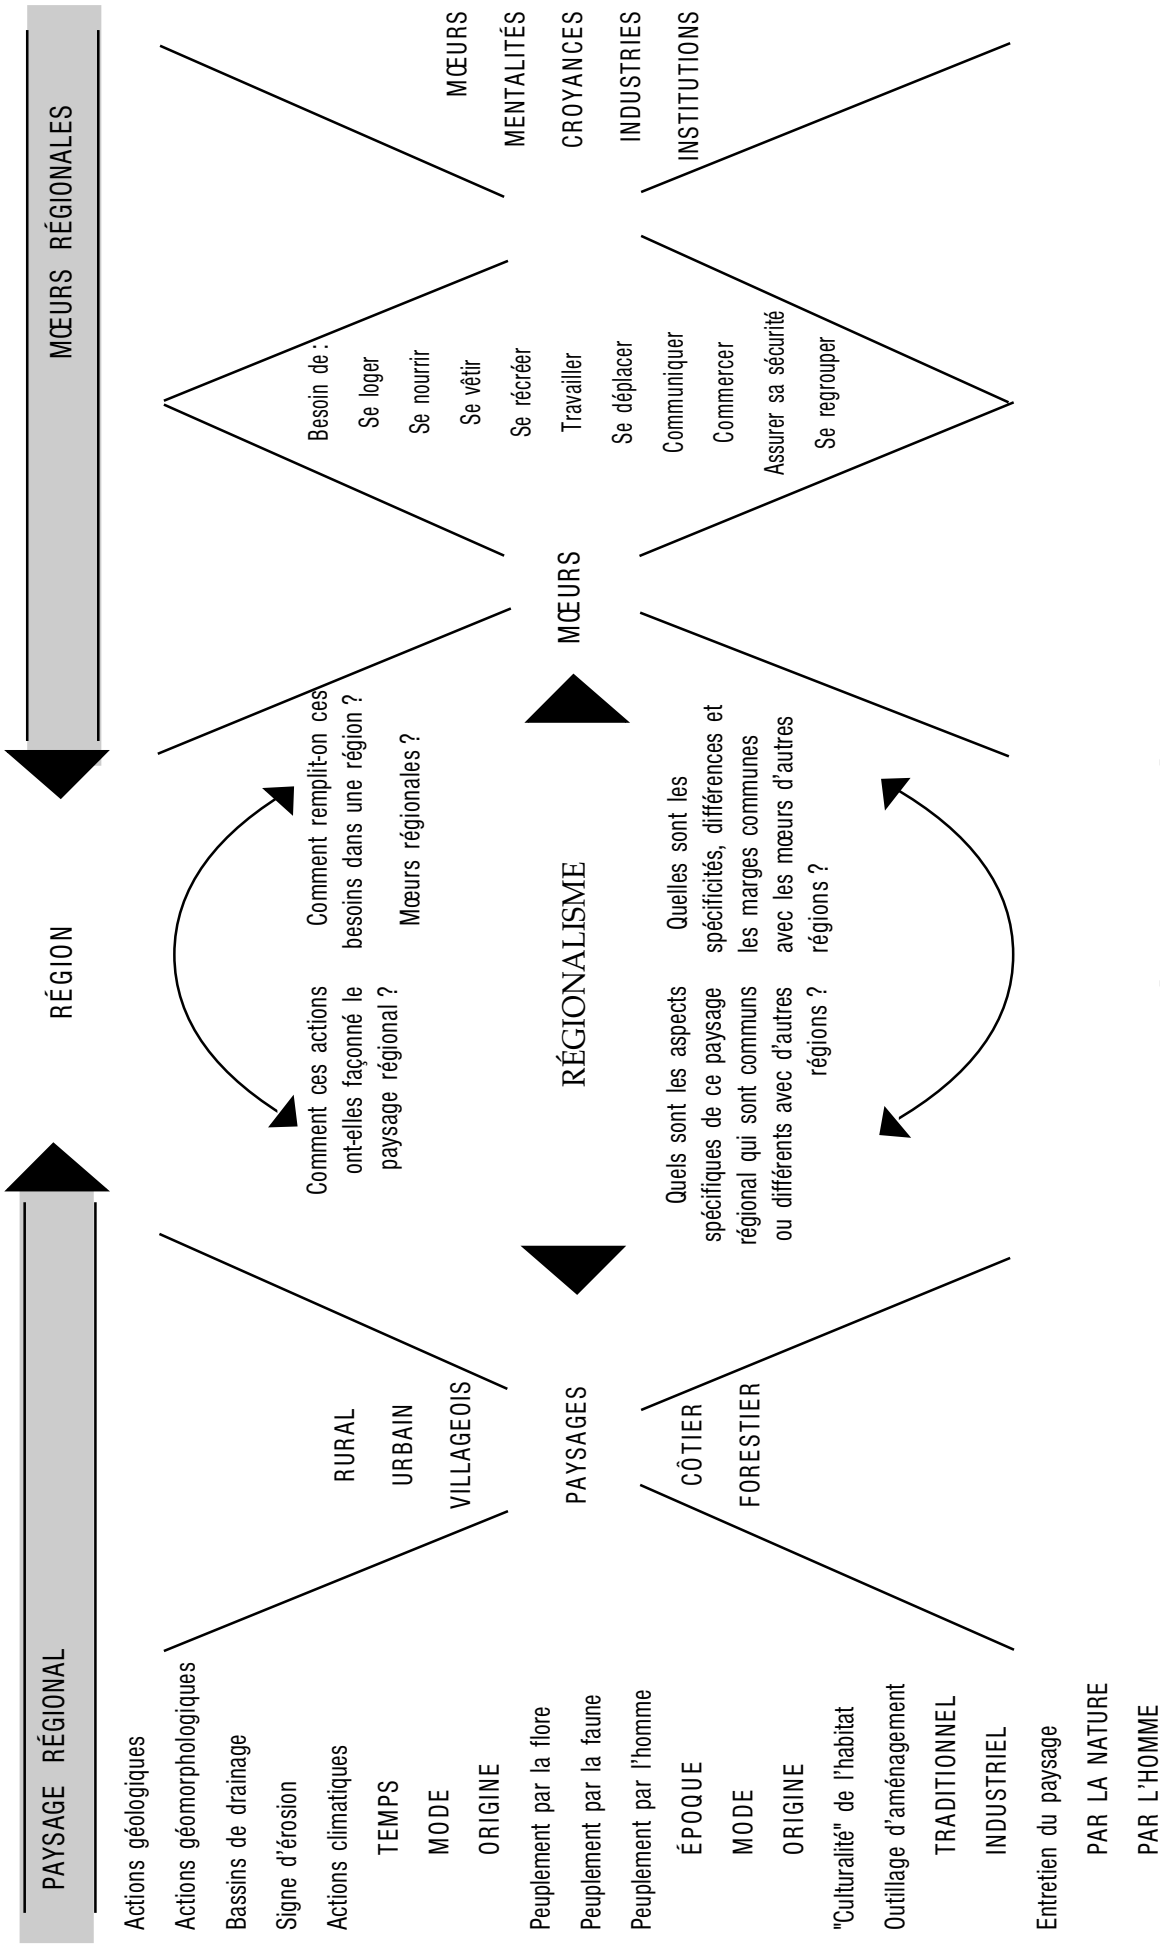 PAYSAGE RÉGIONAL
RÉGION
MŒURS RÉGIONALES
Actions géologiques
Actions géomorphologiques
Bassins de drainage
Signe d'érosion
Actions climatiques
TEMPS
MODE
ORIGINE
Peuplement par la flore
Peuplement par la faune
Peuplement par l'homme
ÉPOQUE
MODE
ORIGINE
"Culturalité" de l'habitat
Outillage d'aménagement
TRADITIONNEL
INDUSTRIEL
Entretien du paysage
PAR LA NATURE
PAR L'HOMME
RURAL
URBAIN
VILLAGEOIS
PAYSAGES
CÔTIER
FORESTIER
Comment ces actions
ont-elles façonné le
paysage régional ?
Comment remplit-on ces
besoins dans une région ?
Mœurs régionales ?
RÉGIONALISME
Quels sont les aspects
spécifiques de ce paysage
régional qui sont communs
ou différents avec d'autres
régions ?
Quelles sont les
spécificités, différences et
les marges communes
avec les mœurs d'autres
régions ?
MŒURS
Besoin de :
Se loger
Se nourrir
Se vêtir
Se récréer
Travailler
Se déplacer
Communiquer
Commercer
Assurer sa sécurité
Se regrouper
MŒURS
MENTALITÉS
CROYANCES
INDUSTRIES
INSTITUTIONS